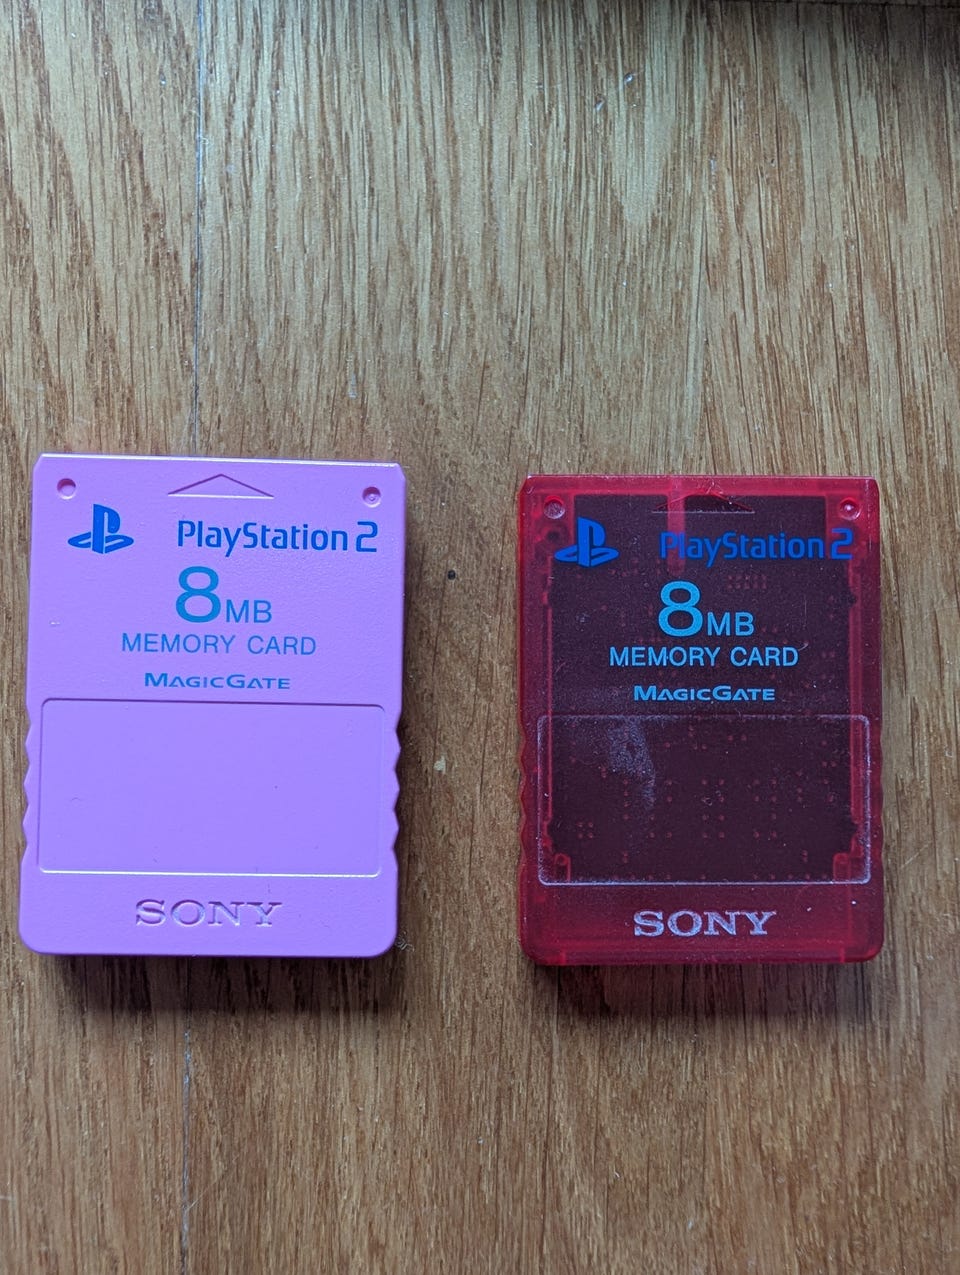 PlayStation 2
8MB
MEMORY CARD
MAGICGATE
SONY
PlayStation 2
8MB
MEMORY CARD
MAGICGATE
SONY